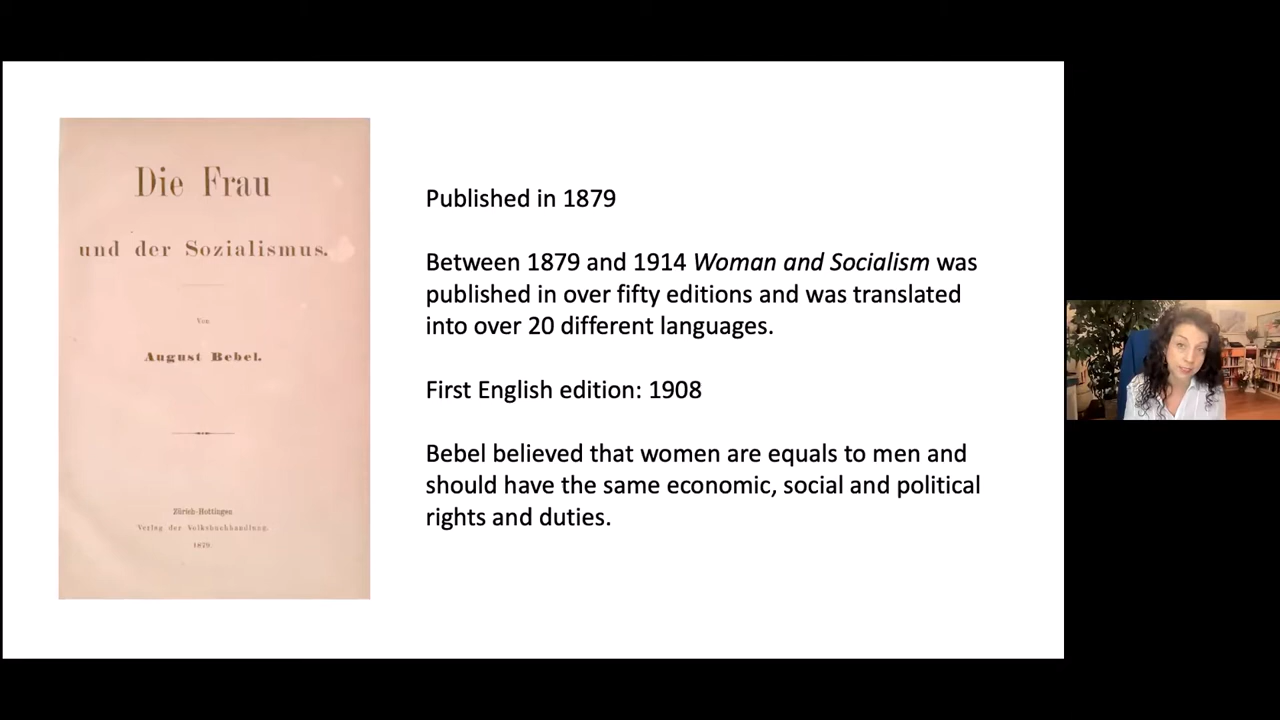 Die Frau
und der Sozialismus.
Von
August Bebel.
Zürich-Hottingen
Verlag der Volksbuchhandlung.
1879.
Published in 1879
Between 1879 and 1914 Woman and Socialism was
published in over fifty editions and was translated
into over 20 different languages.
First English edition: 1908
Bebel believed that women are equals to men and
should have the same economic, social and political
rights and duties.